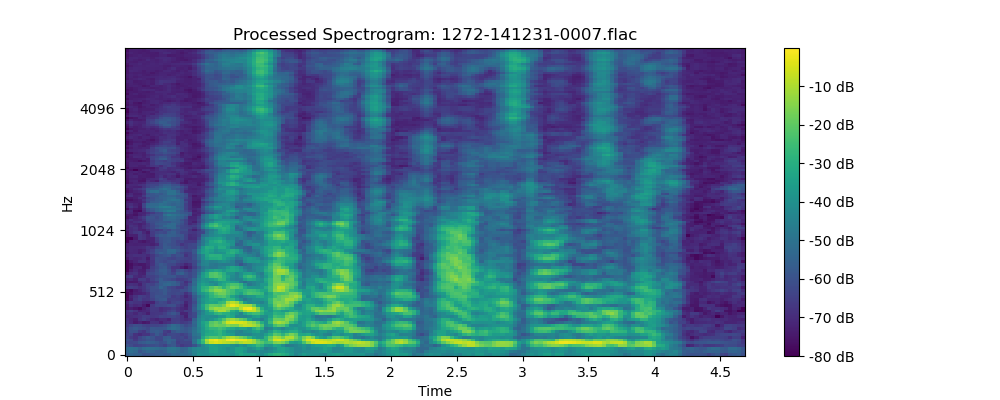 Processed Spectrogram: 1272-141231-0007.flac
Hz
4096
2048
1024
512
0
0 0.5 1 1.5 2 2.5 3 3.5 4 4.5
Time
-10 dB
-20 dB
-30 dB
-40 dB
-50 dB
-60 dB
-70 dB
-80 dB